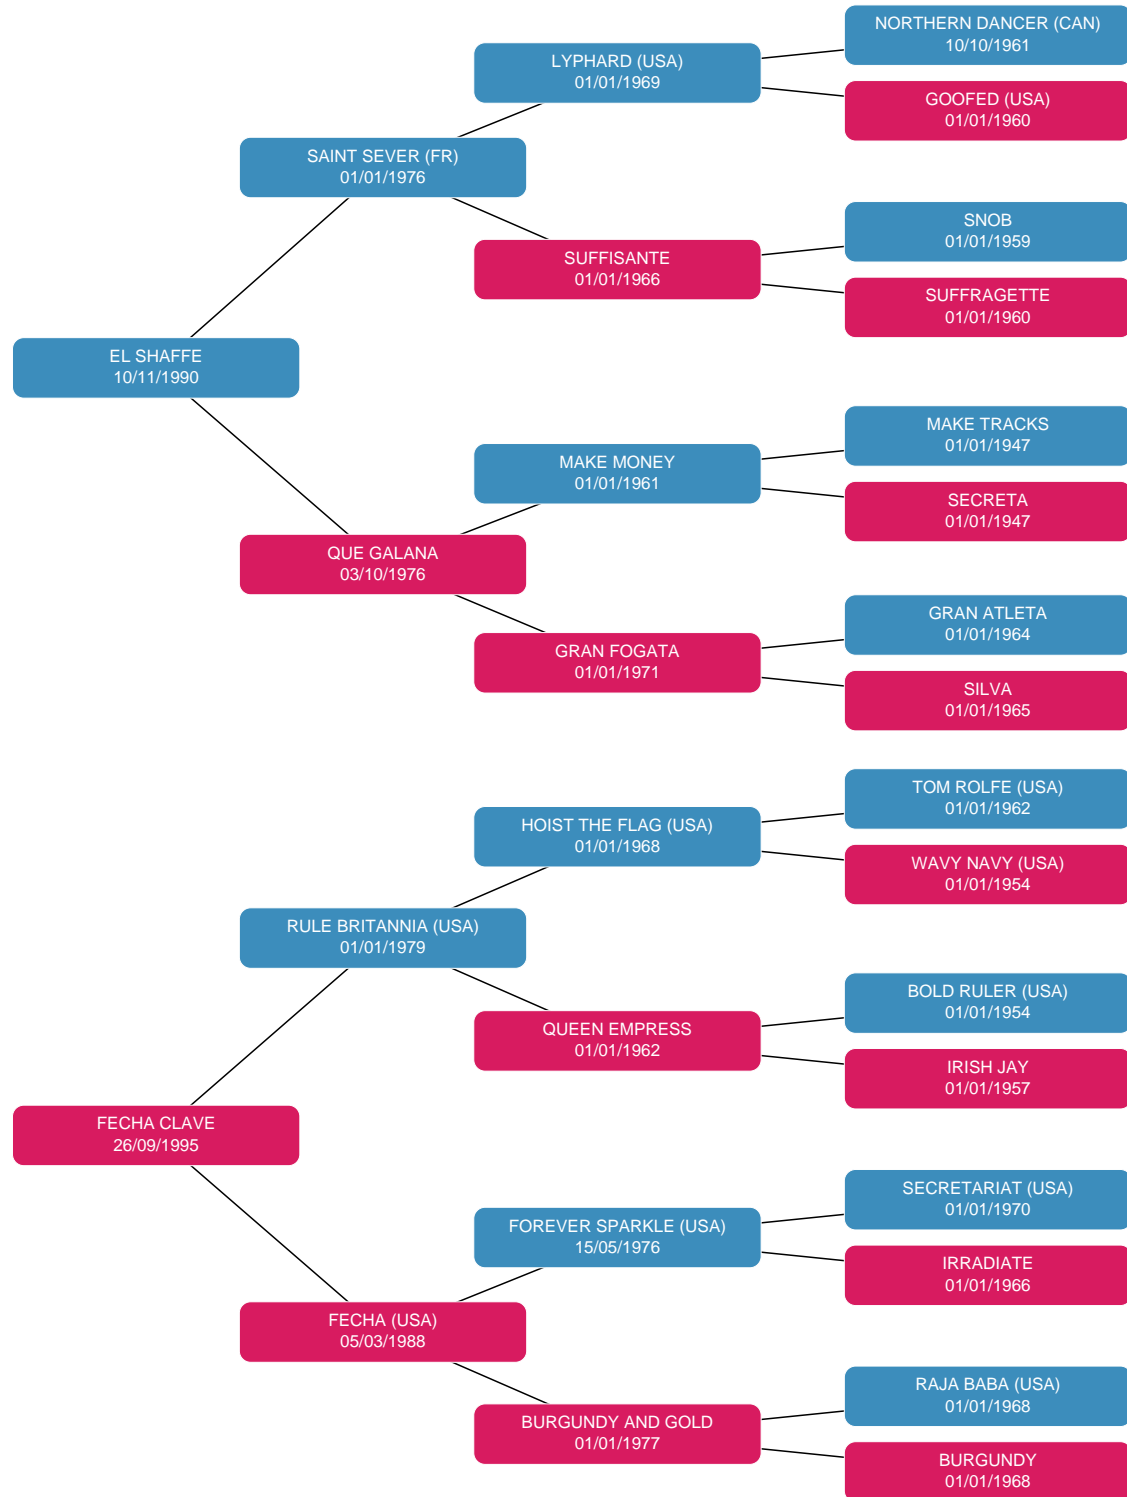 NORTHERN DANCER (CAN)
10/10/1961
LYPHARD (USA)
01/01/1969
GOOFED (USA)
01/01/1960
SAINT SEVER (FR)
01/01/1976
SNOB
01/01/1959
SUFFISANTE
01/01/1966
SUFFRAGETTE
01/01/1960
EL SHAFFE
10/11/1990
MAKE TRACKS
01/01/1947
MAKE MONEY
01/01/1961
SECRETA
01/01/1947
QUE GALANA
03/10/1976
GRAN ATLETA
01/01/1964
GRAN FOGATA
01/01/1971
SILVA
01/01/1965
TOM ROLFE (USA)
01/01/1962
HOIST THE FLAG (USA)
01/01/1968
WAVY NAVY (USA)
01/01/1954
RULE BRITANNIA (USA)
01/01/1979
BOLD RULER (USA)
01/01/1954
QUEEN EMPRESS
01/01/1962
IRISH JAY
01/01/1957
FECHA CLAVE
26/09/1995
SECRETARIAT (USA)
01/01/1970
FOREVER SPARKLE (USA)
15/05/1976
IRRADIATE
01/01/1966
FECHA (USA)
05/03/1988
RAJA BABA (USA)
01/01/1968
BURGUNDY AND GOLD
01/01/1977
BURGUNDY
01/01/1968